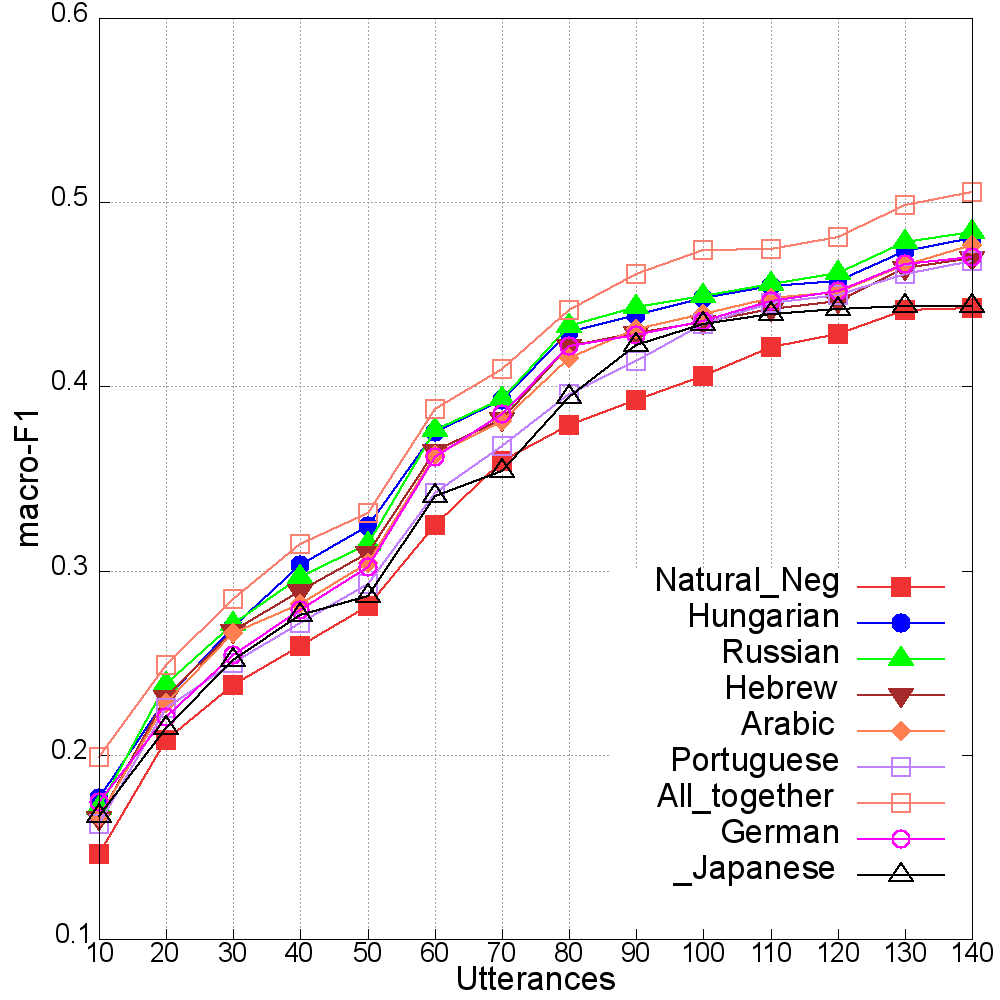 0.6
0.5
0.4
0.3
0.2
0.1
macro-F1
Natural_Neg
Hungarian
Russian
Hebrew
Arabic
Portuguese
All_together
German
_Japanese
10 20 30 40 50 60 70 80 90 100 110 120 130 140
Utterances